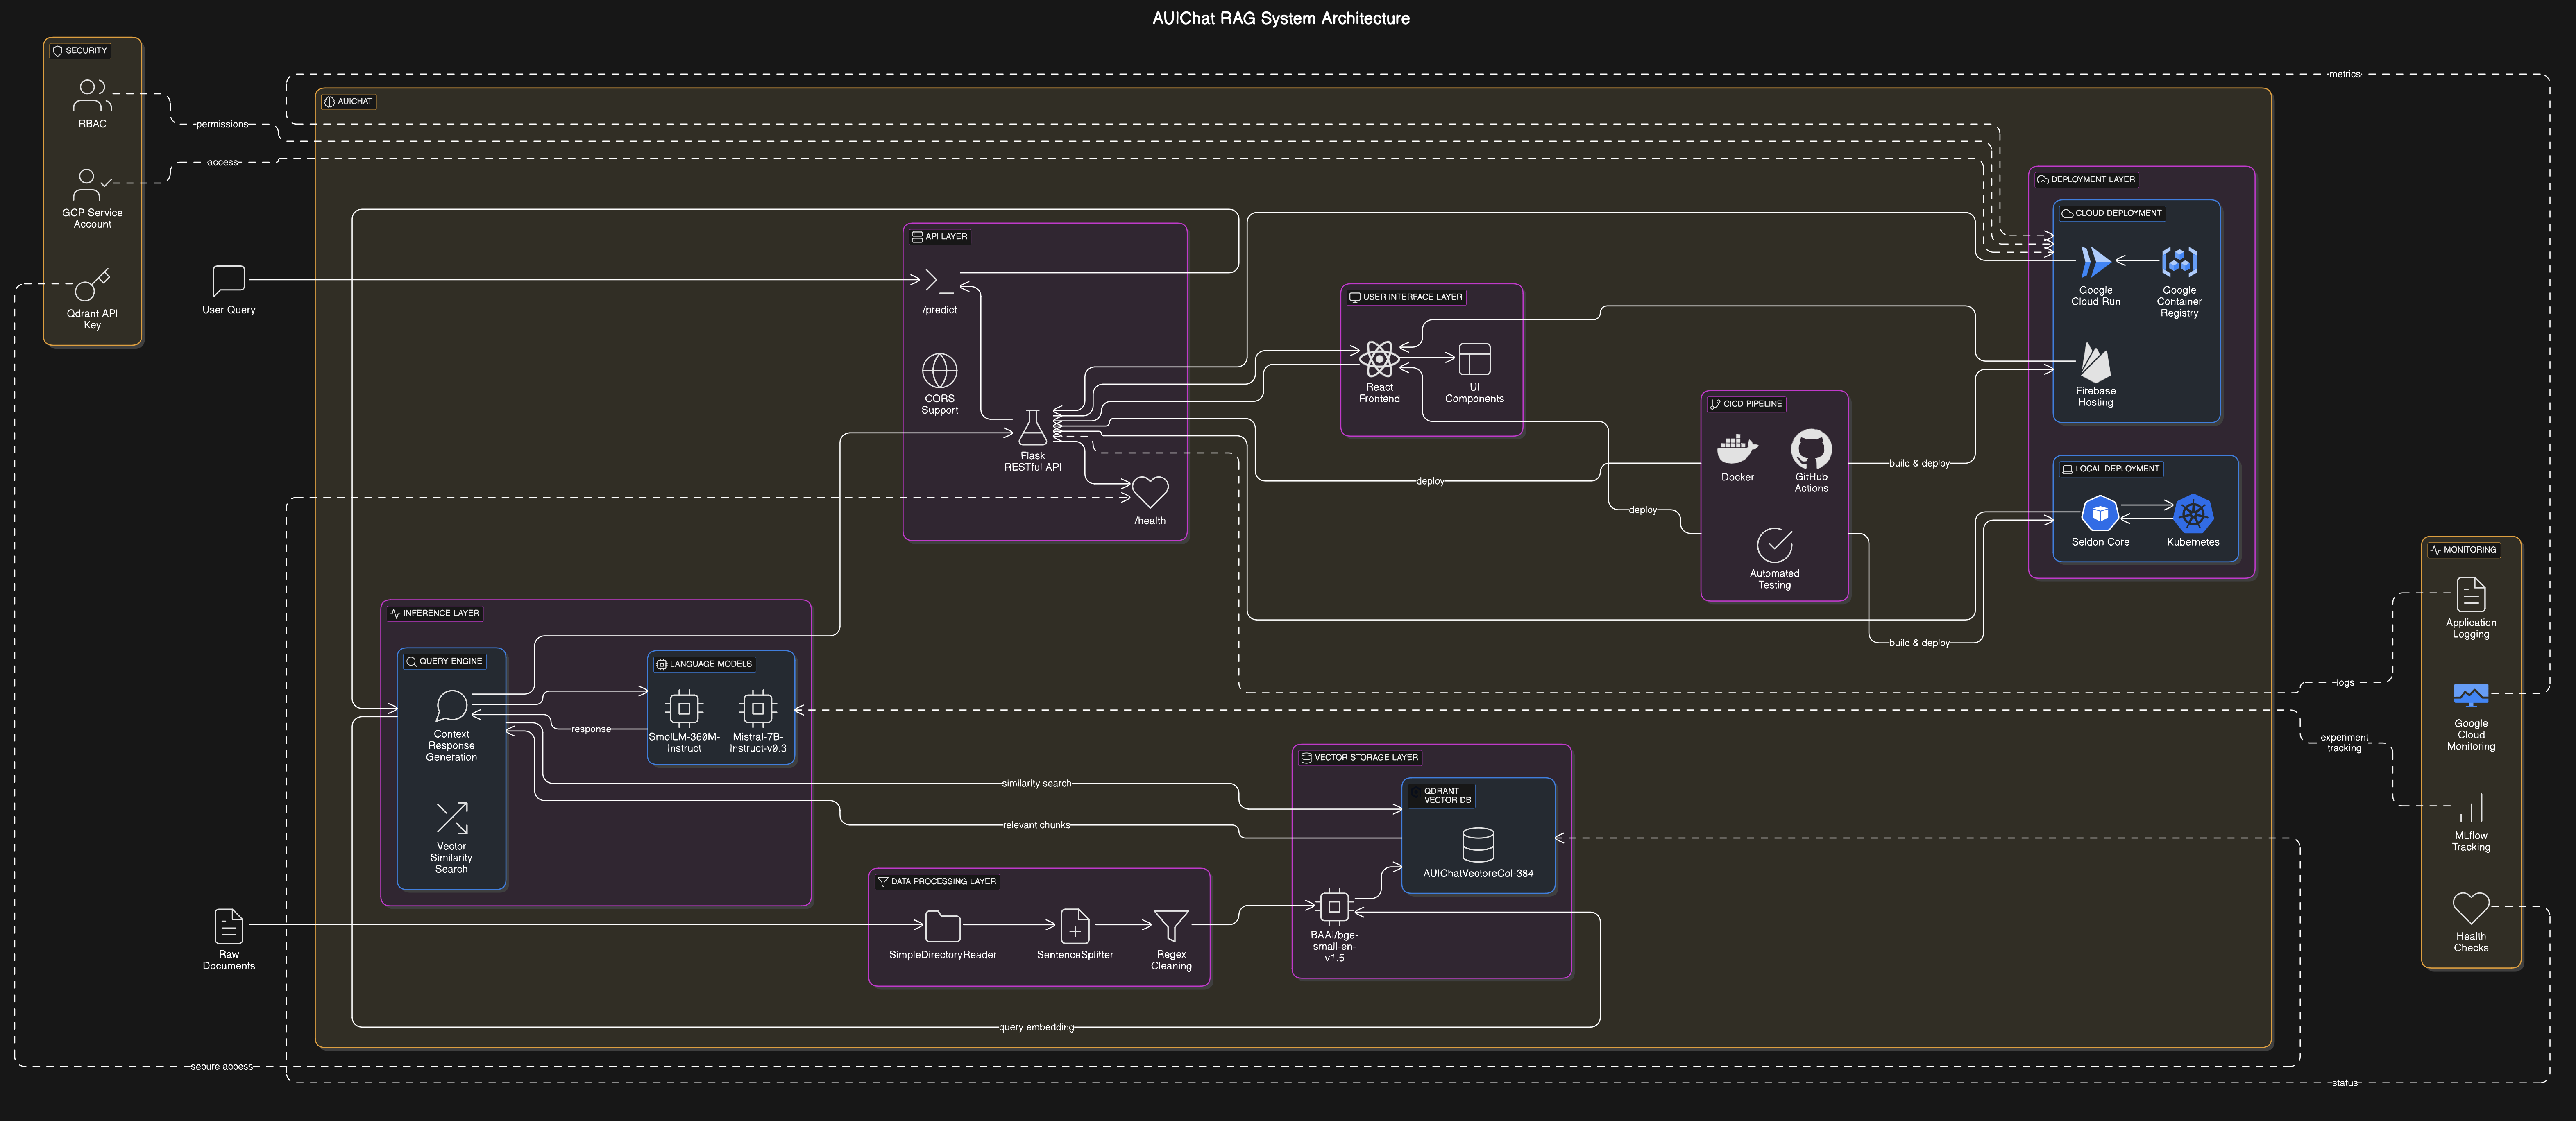 AUIChat RAG System Architecture
SECURITY
RBAC
GCP Service
Account
Qdrant API
Key
permissions
access
metrics
AUICHAT
User Query
API LAYER
/predict
CORS
Support
Flask
RESTful API
/health
USER INTERFACE LAYER
React
Frontend
UI
Components
CICD PIPELINE
Docker
GitHub
Actions
Automated
Testing
deploy
deploy
build & deploy
build & deploy
DEPLOYMENT LAYER
CLOUD DEPLOYMENT
Google
Cloud Run
Google
Container
Registry
Firebase
Hosting
LOCAL DEPLOYMENT
Seldon Core
Kubernetes
MONITORING
Application
Logging
Google
Cloud
Monitoring
MLflow
Tracking
Health
Checks
logs
experiment
tracking
INFERENCE LAYER
QUERY ENGINE
Context
Response
Generation
Vector
Similarity
Search
LANGUAGE MODELS
SmolLM-360M-
Instruct
Mistral-7B-
Instruct-v0.3
response
similarity search
relevant chunks
VECTOR STORAGE LAYER
QDRANT
VECTOR DB
AUIChatVectoreCol-384
BAAI/bge-
small-en-
v1.5
DATA PROCESSING LAYER
SimpleDirectoryReader
SentenceSplitter
Regex
Cleaning
Raw
Documents
query embedding
secure access
status